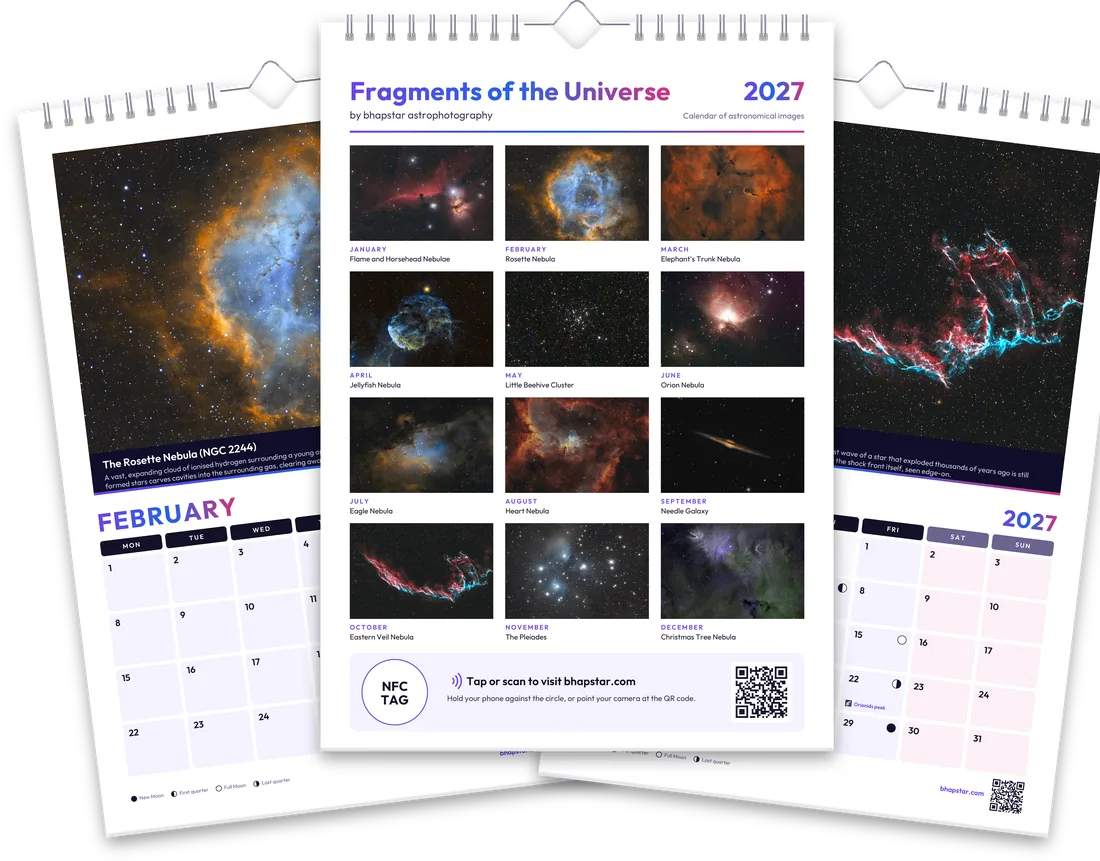 Fragments of the Universe
2027
by bhapstar astrophotography
Calendar of astronomical images
JANUARY
Flame and Horsehead Nebulae
FEBRUARY
Rosette Nebula
MARCH
Elephant's Trunk Nebula
APRIL
Jellyfish Nebula
MAY
Little Beehive Cluster
JUNE
Orion Nebula
JULY
Eagle Nebula
AUGUST
Heart Nebula
SEPTEMBER
Needle Galaxy
OCTOBER
Eastern Veil Nebula
NOVEMBER
The Pleiades
DECEMBER
Christmas Tree Nebula
NFC
TAG
Tap or scan to visit bhapstar.com
Hold your phone against the circle, or point your camera at the QR code.
The Rosette Nebula (NGC 2244)
A vast, expanding cloud of ionised hydrogen surrounding a young
formed stars carves cavities into the surrounding gas, clearing
FEBRUARY
MON TUE WED
1 2 3 4
8 9 10 11
15 16 17
22 23 24
New Moon First quarter Full Moon Last quarter
wave of a star that exploded thousands of years ago is still
the shock front itself, seen edge-on.
2027
FRI SAT SUN
1 2 3
8 9 10
15 16 17
22 23 24
Orionids peak
29 30 31
Full Moon Last quarter
bhapstar.com